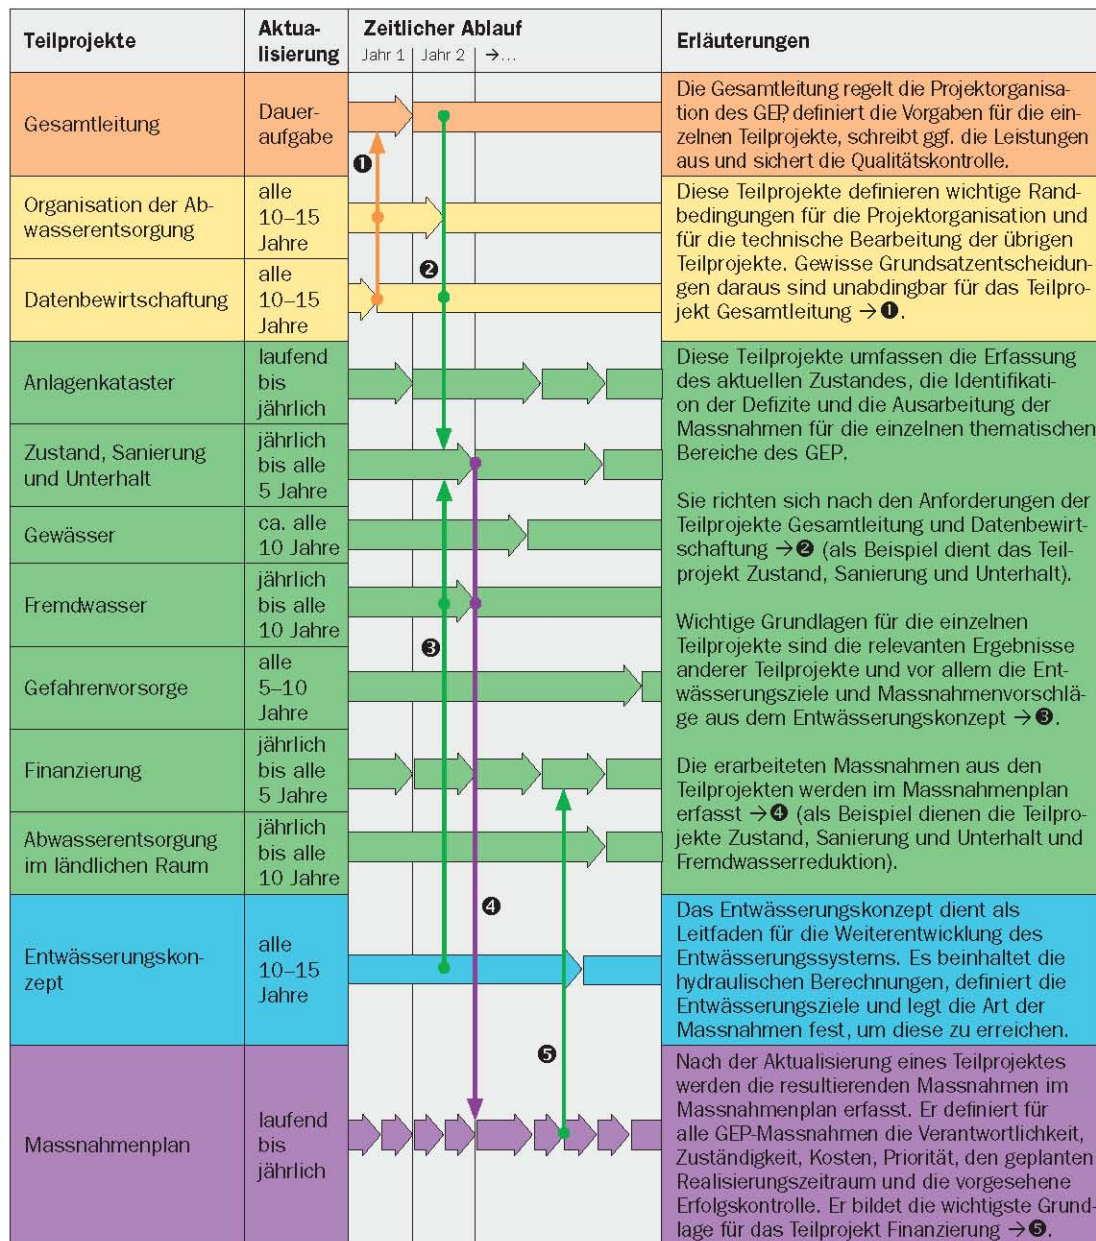 Teilprojekte
Aktua-
lisierung
Zeitlicher Ablauf
Jahr 1
Jahr 2
→...
Erläuterungen
Gesamtleitung
Dauer-
aufgabe
❶
Die Gesamtleitung regelt die Projektorganisa-
tion des GEP, definiert die Vorgaben für die ein-
zelnen Teilprojekte, schreibt ggf. die Leistungen
aus und sichert die Qualitätskontrolle.
Organisation der Ab-
wasserentsorgung
alle
10–15
Jahre
❷
Datenbewirtschaftung
alle
10–15
Jahre
Diese Teilprojekte definieren wichtige Rand-
bedingungen für die Projektorganisation und
für die technische Bearbeitung der übrigen
Teilprojekte. Gewisse Grundsatzentscheidun-
gen daraus sind unabdingbar für das Teilpro-
jekt Gesamtleitung →❶.
Anlagenkataster
laufend
bis
jährlich
Zustand, Sanierung
und Unterhalt
jährlich
bis alle
5 Jahre
Gewässer
ca. alle
10 Jahre
Fremdwasser
jährlich
bis alle
10 Jahre
❸
Gefahrenvorsorge
alle
5–10
Jahre
Finanzierung
jährlich
bis alle
5 Jahre
Abwasserentsorgung
im ländlichen Raum
jährlich
bis alle
10 Jahre
❹
Diese Teilprojekte umfassen die Erfassung
des aktuellen Zustandes, die Identifikati-
on der Defizite und die Ausarbeitung der
Massnahmen für die einzelnen thematischen
Bereiche des GEP.
Sie richten sich nach den Anforderungen der
Teilprojekte Gesamtleitung und Datenbewirt-
schaftung →❷ (als Beispiel dient das Teil-
projekt Zustand, Sanierung und Unterhalt).
Wichtige Grundlagen für die einzelnen
Teilprojekte sind die relevanten Ergebnisse
anderer Teilprojekte und vor allem die Ent-
wässerungsziele und Massnahmenvorschlä-
ge aus dem Entwässerungskonzept →❸.
Die erarbeiteten Massnahmen aus den
Teilprojekten werden im Massnahmenplan
erfasst →❹ (als Beispiel dienen die Teilpro-
jekte Zustand, Sanierung und Unterhalt und
Fremdwasserreduktion).
Entwässerungskon-
zept
alle
10–15
Jahre
Das Entwässerungskonzept dient als
Leitfaden für die Weiterentwicklung des
Entwässerungssystems. Es beinhaltet die
hydraulischen Berechnungen, definiert die
Entwässerungsziele und legt die Art der
Massnahmen fest, um diese zu erreichen.
❺
Massnahmenplan
laufend
bis
jährlich
Nach der Aktualisierung eines Teilprojektes
werden die resultierenden Massnahmen im
Massnahmenplan erfasst. Er definiert für
alle GEP-Massnahmen die Verantwortlichkeit,
Zuständigkeit, Kosten, Priorität, den geplanten
Realisierungszeitraum und die vorgesehene
Erfolgskontrolle. Er bildet die wichtigste Grund-
lage für das Teilprojekt Finanzierung →❺.